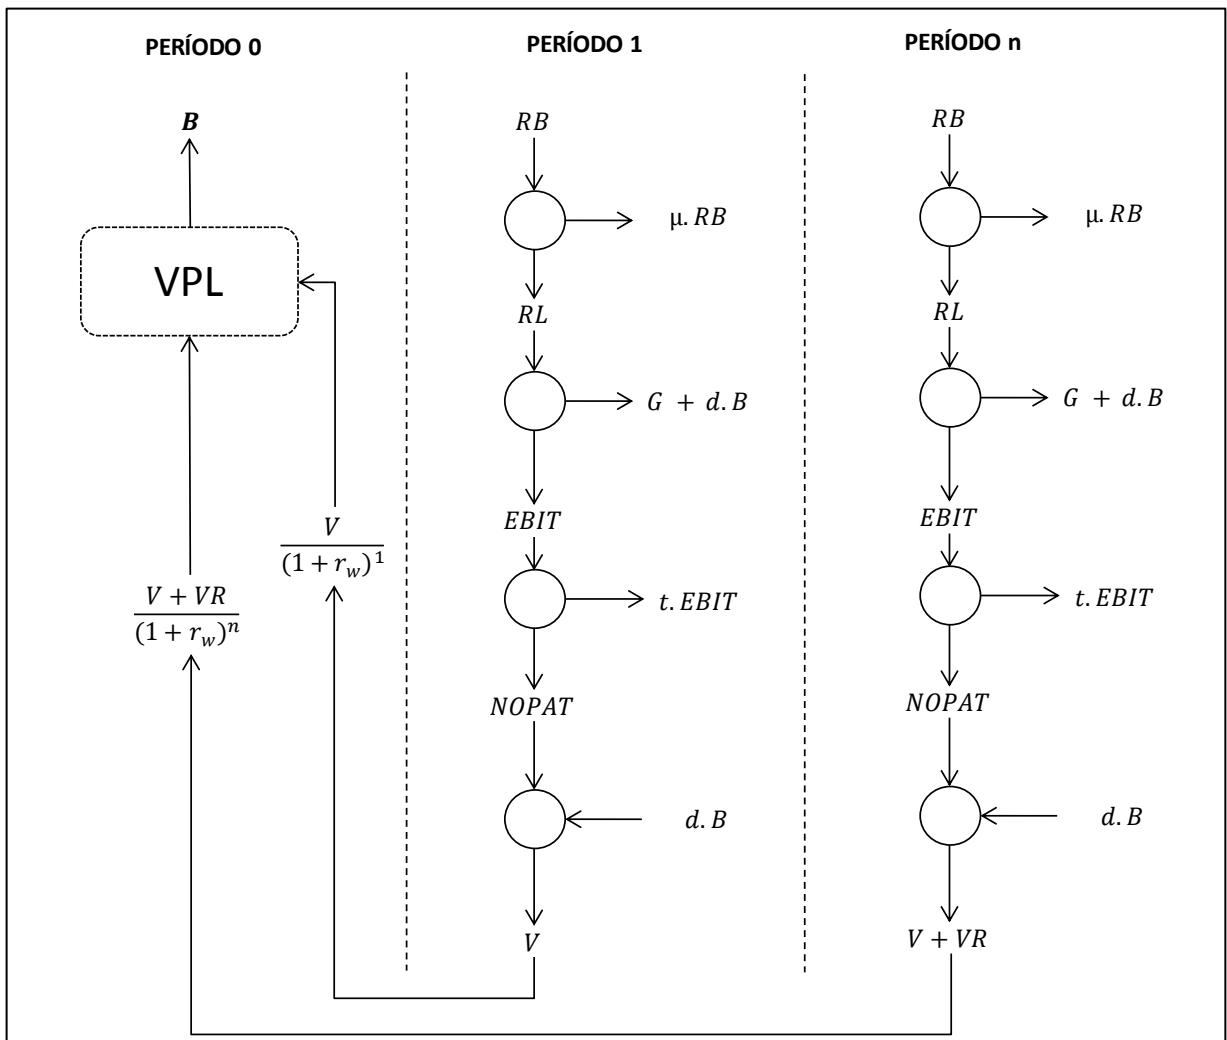 PERÍODO 0
B
VPL
V
(1 + r_w)^1
V + VR
(1 + r_w)^n
PERÍODO 1
RB
μ. RB
RL
G + d. B
EBIT
t. EBIT
NOPAT
d. B
V
PERÍODO n
RB
μ. RB
RL
G + d. B
EBIT
t. EBIT
NOPAT
d. B
V + VR